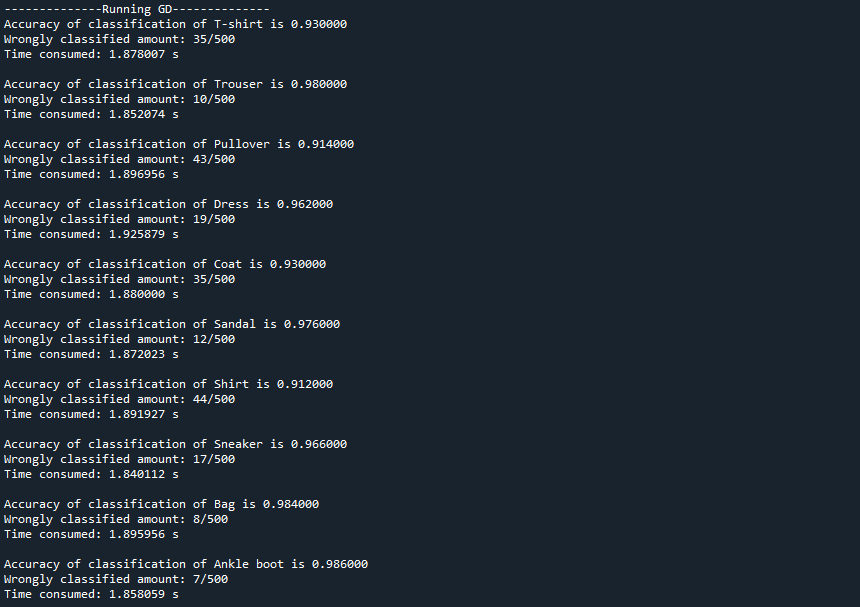 --------------Running GD--------------
Accuracy of classification of T-shirt is 0.930000
Wrongly classified amount: 35/500
Time consumed: 1.878007 s
Accuracy of classification of Trouser is 0.980000
Wrongly classified amount: 10/500
Time consumed: 1.852074 s
Accuracy of classification of Pullover is 0.914000
Wrongly classified amount: 43/500
Time consumed: 1.896956 s
Accuracy of classification of Dress is 0.962000
Wrongly classified amount: 19/500
Time consumed: 1.925879 s
Accuracy of classification of Coat is 0.930000
Wrongly classified amount: 35/500
Time consumed: 1.880000 s
Accuracy of classification of Sandal is 0.976000
Wrongly classified amount: 12/500
Time consumed: 1.872023 s
Accuracy of classification of Shirt is 0.912000
Wrongly classified amount: 44/500
Time consumed: 1.891927 s
Accuracy of classification of Sneaker is 0.966000
Wrongly classified amount: 17/500
Time consumed: 1.840112 s
Accuracy of classification of Bag is 0.984000
Wrongly classified amount: 8/500
Time consumed: 1.895956 s
Accuracy of classification of Ankle boot is 0.986000
Wrongly classified amount: 7/500
Time consumed: 1.858059 s